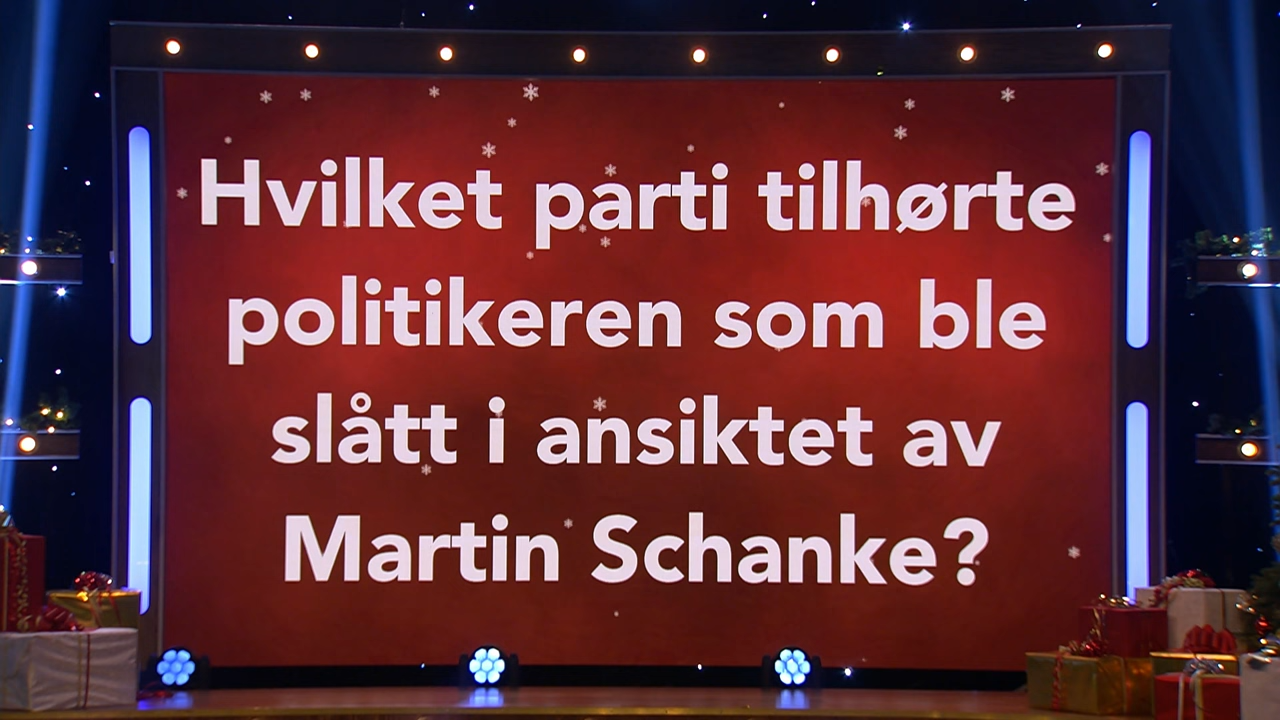 Hvilket parti tilhørte
politikeren som ble
slått i ansiktet av
Martin Schanke?